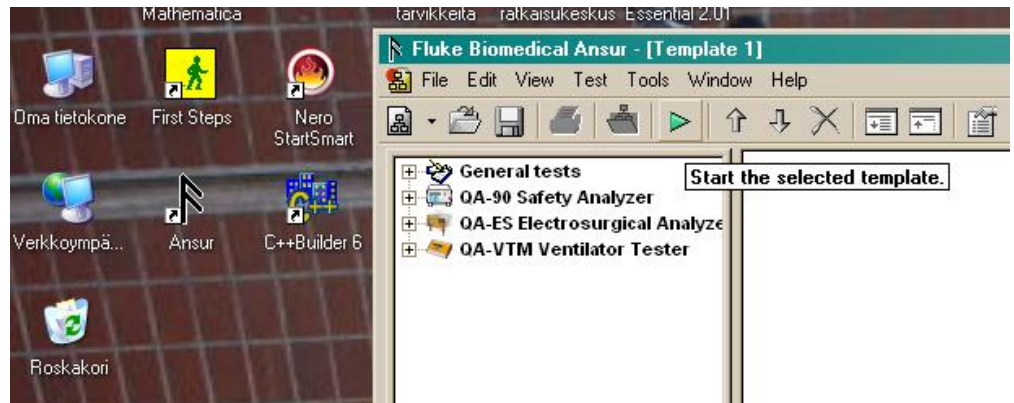 Mathematica
tarvikkeita ratkaisukeskus Essential 2.01
Fluke Biomedical Ansur - [Template 1]
File Edit View Test Tools Window Help
Oma tietokone First Steps Nero
StartSmart
Start the selected template.
General tests
QA-90 Safety Analyzer
QA-ES Electrosurgical Analyze
QA-VTM Ventilator Tester
Verkkoympä... Ansur C++Builder 6
Roskakori